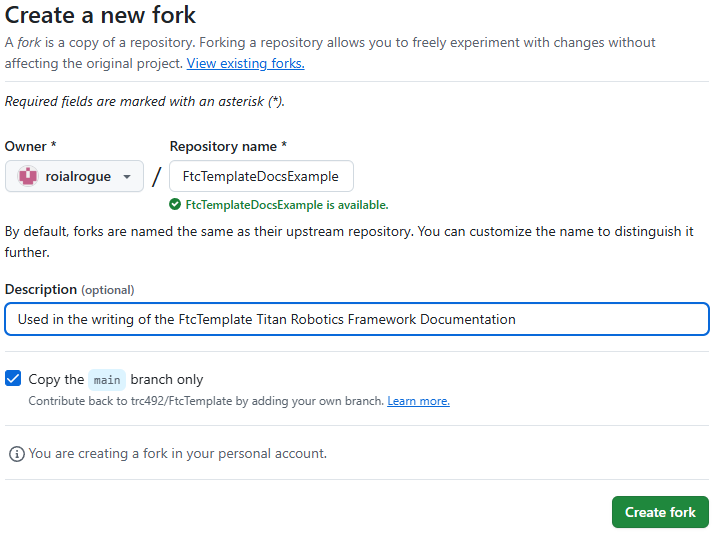 Create a new fork
A fork is a copy of a repository. Forking a repository allows you to freely experiment with changes without
affecting the original project. View existing forks.
Required fields are marked with an asterisk (*).
Owner * Repository name *
roialrogue / FtcTemplateDocsExample
FtcTemplateDocsExample is available.
By default, forks are named the same as their upstream repository. You can customize the name to distinguish it
further.
Description (optional)
Used in the writing of the FtcTemplate Titan Robotics Framework Documentation
Copy the main branch only
Contribute back to trc492/FtcTemplate by adding your own branch. Learn more.
You are creating a fork in your personal account.
Create fork